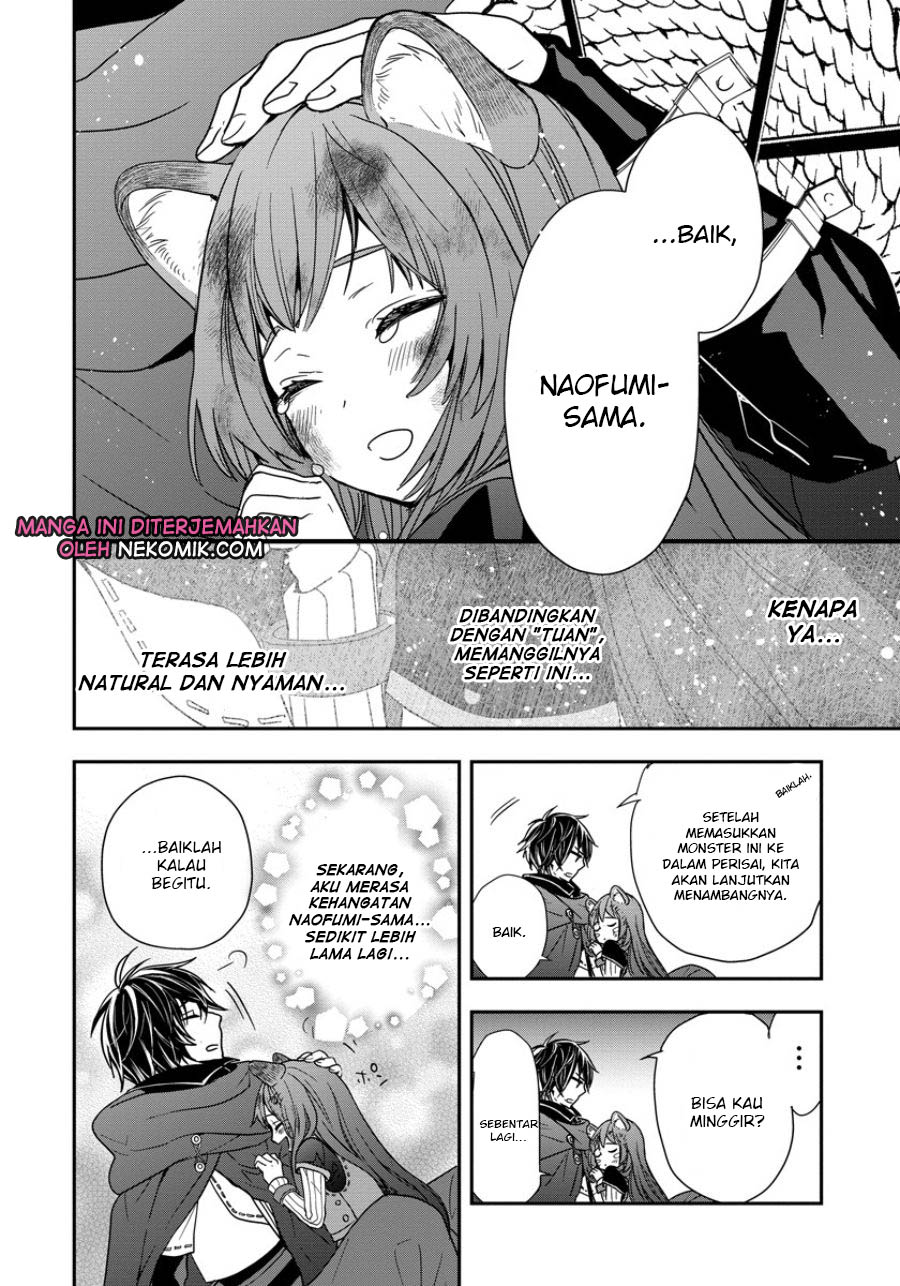 ...BAIK,
NAOFUMI-
SAMA.
MANGA INI DITERJEMAHKAN
OLEH NEKOMIK.COM
KENAPA
YA...
DIBANDINGKAN
DENGAN "TUAN",
MEMANGGILNYA
SEPERTI INI...
TERASA LEBIH
NATURAL DAN NYAMAN...
BAIKLAH.
SETELAH
MEMASUKKAN
MONSTER INI KE
DALAM PERISAI, KITA
AKAN LANJUTKAN
MENAMBANGNYA.
BAIK.
...
BISA KAU
MINGGIR?
SEBENTAR
LAGI...
SEKARANG,
AKU MERASA
KEHANGATAN
NAOFUMI-SAMA...
SEDIKIT LEBIH
LAMA LAGI...
...BAIKLAH
KALAU
BEGITU.
ポン